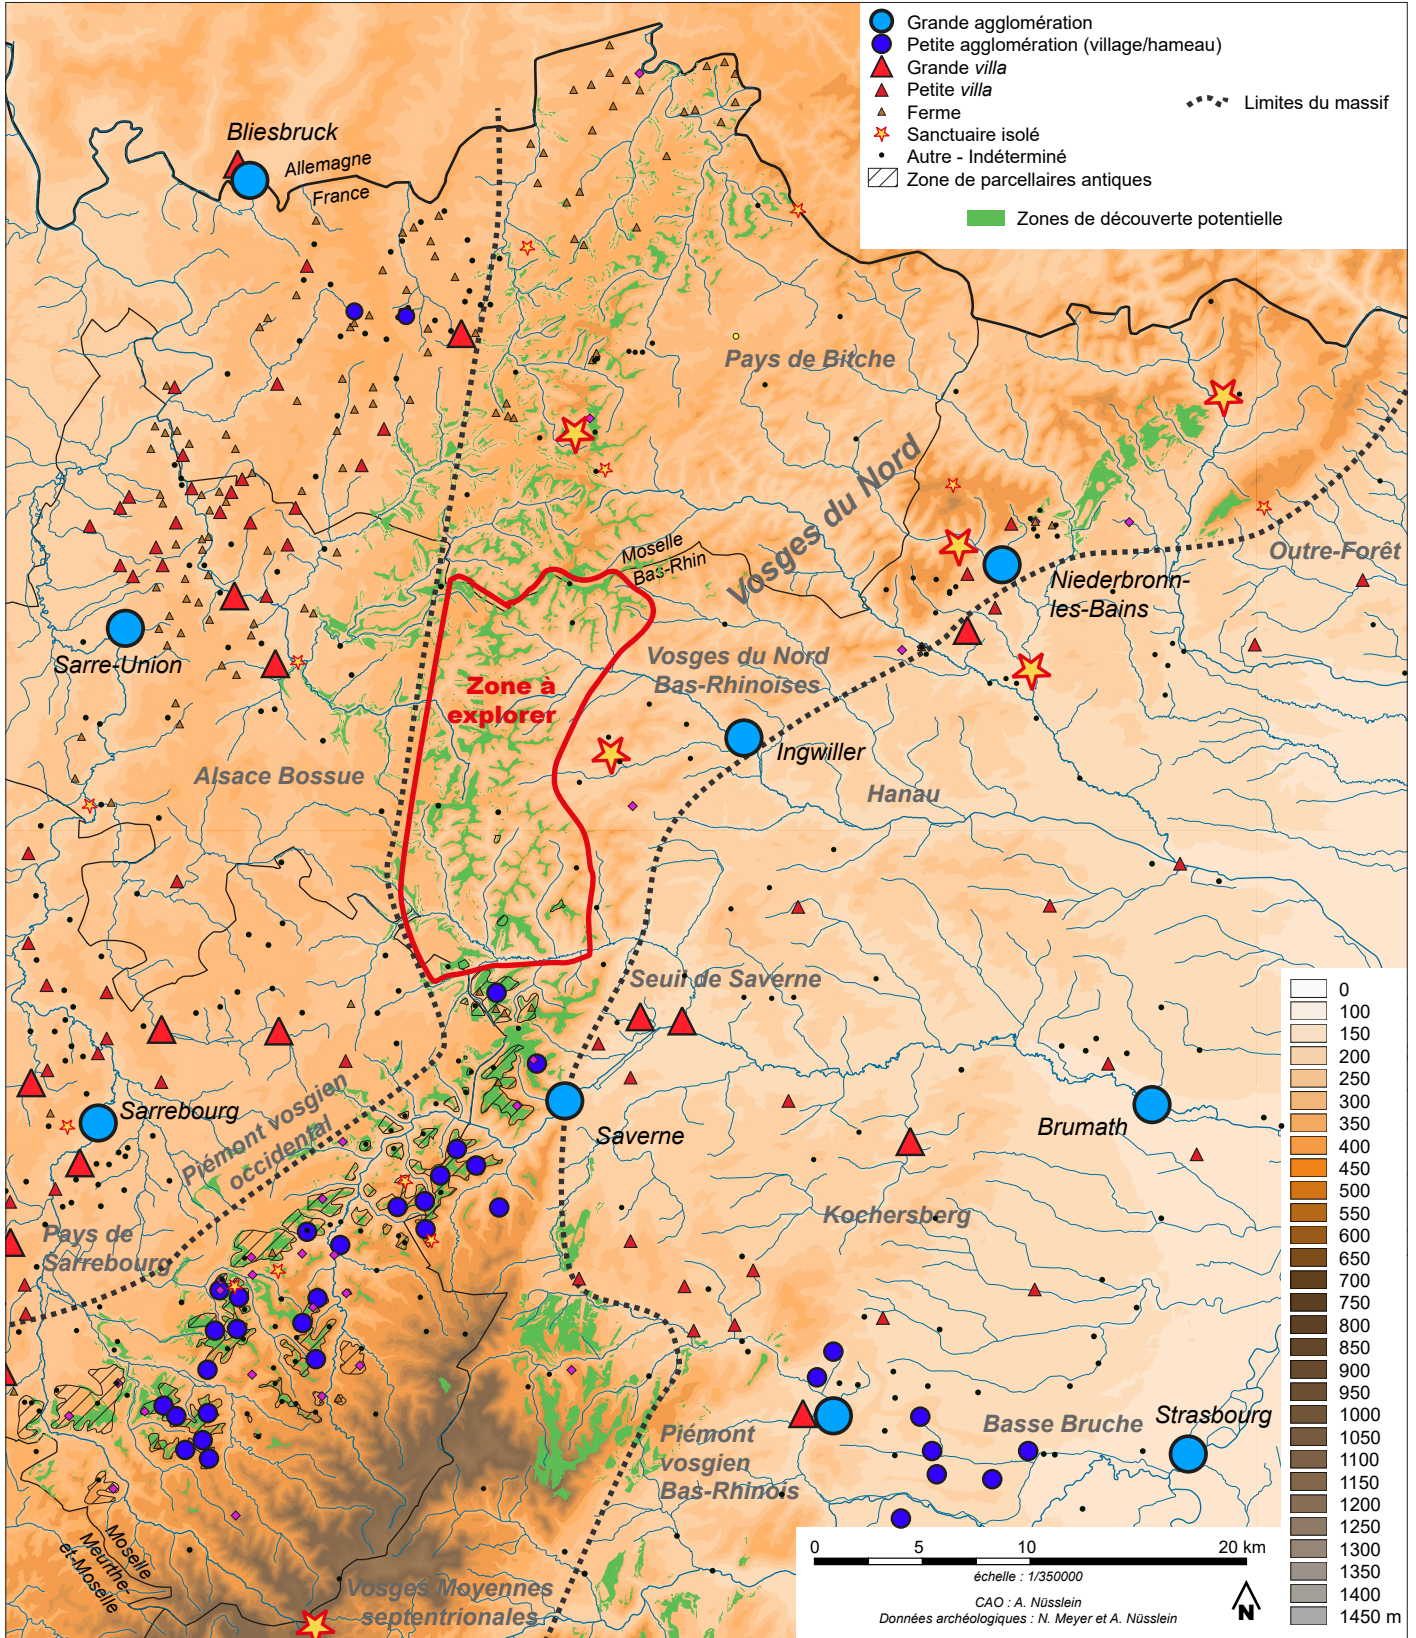 Grande agglomération
Petite agglomération (village/hameau)
Grande villa
Petite villa
Ferme
Sanctuaire isolé
Autre - Indéterminé
Zone de parcellaires antiques
Zones de découverte potentielle
Limites du massif
Bliesbruck
Allemagne
France
Pays de Bitche
Vosges du Nord
Moselle
Bas-Rhin
Outre-Forêt
Niederbronn-
les-Bains
Sarre-Union
Vosges du Nord
Bas-Rhinoises
Zone à
explorer
Ingwiller
Alsace Bossue
Hanau
Seuil de Saverne
Sarrebourg
Piémont vosgien
occidental
Saverne
Brumath
Pays de
Sarrebourg
Kochersberg
Basse Bruche
Strasbourg
Piémont
vosgien
Bas-Rhinois
Moselle
Meurthe-
et-Moselle
Vosges Moyennes
septentrionales
0
100
150
200
250
300
350
400
450
500
550
600
650
700
750
800
850
900
950
1000
1050
1100
1150
1200
1250
1300
1350
1400
1450 m
0 5 10 20 km
échelle : 1/350000
CAO : A. Nüsslein
Données archéologiques : N. Meyer et A. Nüsslein
N